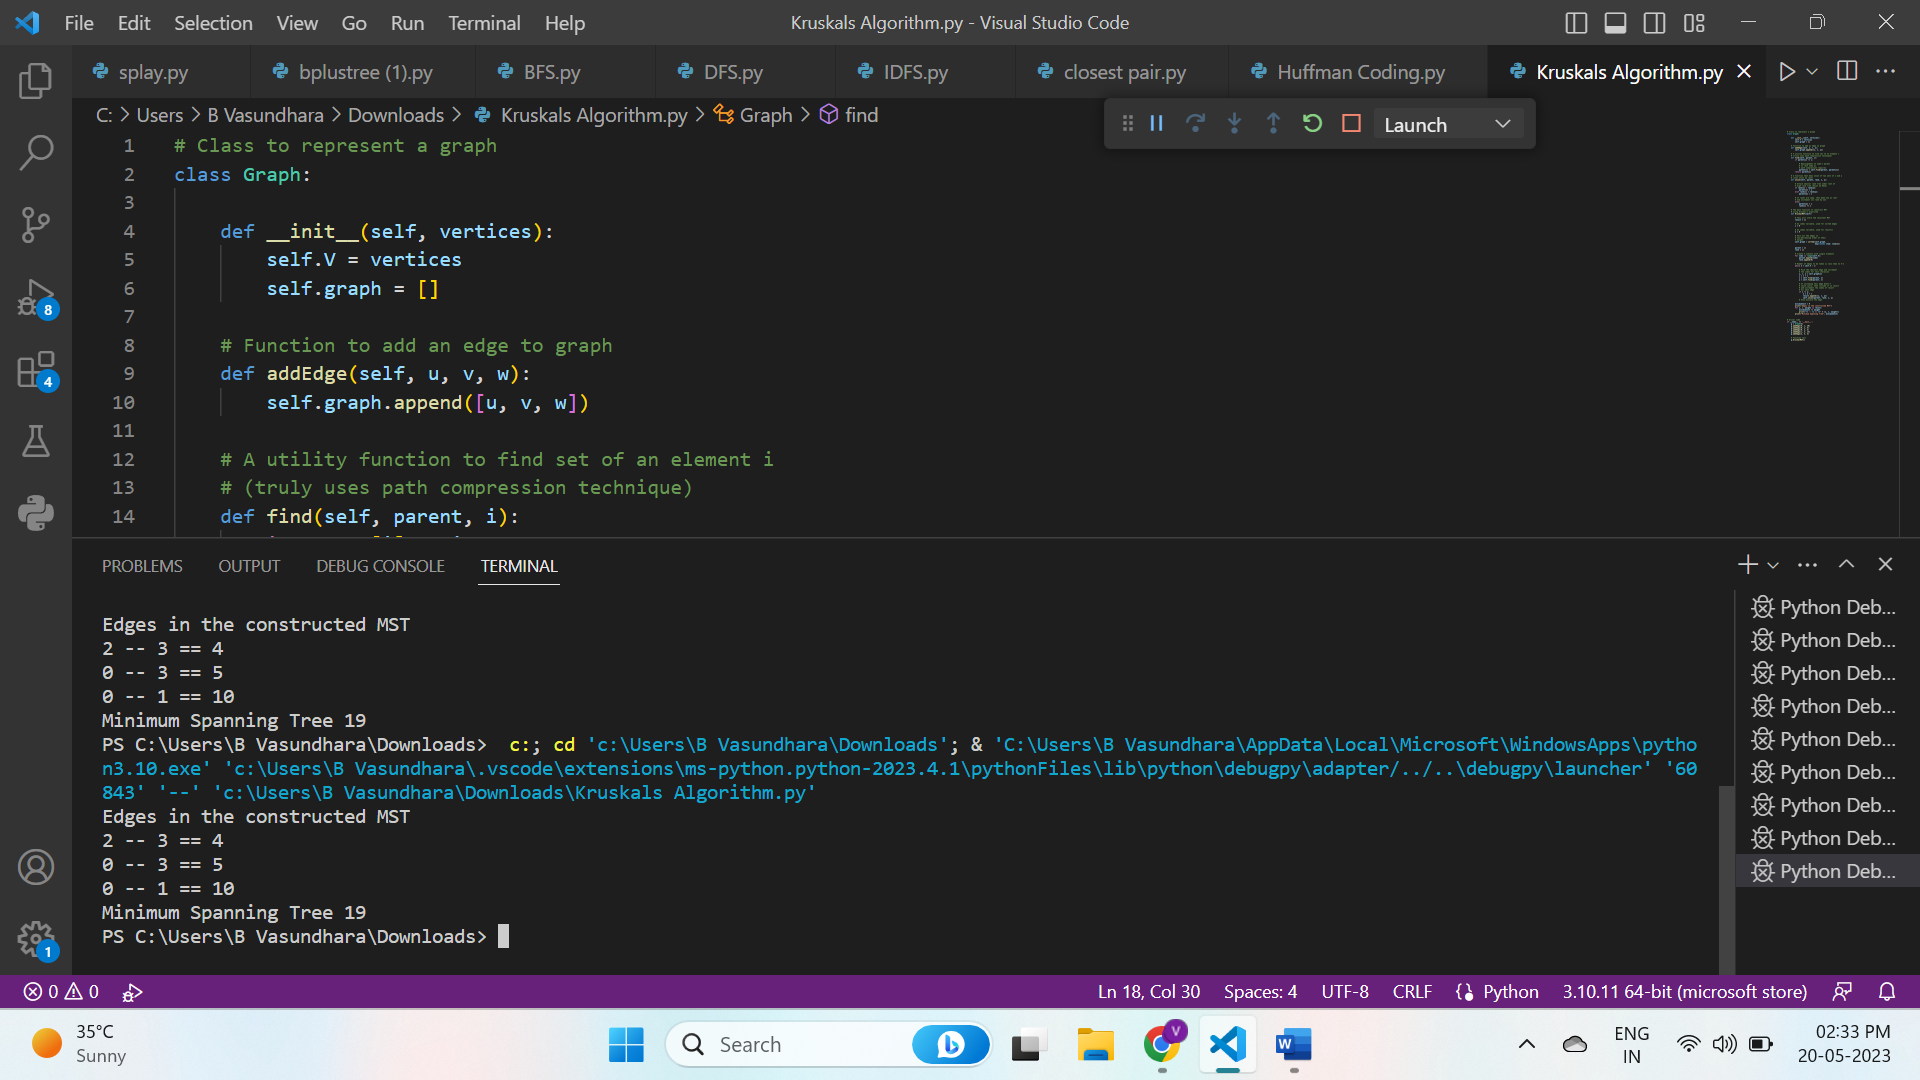 File Edit Selection View Go Run Terminal Help
Kruskals Algorithm.py - Visual Studio Code
splay.py bplustree (1).py BFS.py DFS.py IDFS.py closest pair.py Huffman Coding.py Kruskals Algorithm.py
C: > Users > B Vasundhara > Downloads > Kruskals Algorithm.py > Graph > find
Launch
1 # Class to represent a graph
2 class Graph:
3
4 def __init__(self, vertices):
5 self.V = vertices
6 self.graph = []
7
8 # Function to add an edge to graph
9 def addEdge(self, u, v, w):
10 self.graph.append([u, v, w])
11
12 # A utility function to find set of an element i
13 # (truly uses path compression technique)
14 def find(self, parent, i):
8
4
1
PROBLEMS OUTPUT DEBUG CONSOLE TERMINAL
Edges in the constructed MST
2 -- 3 == 4
0 -- 3 == 5
0 -- 1 == 10
Minimum Spanning Tree 19
PS C:\Users\B Vasundhara\Downloads> c:; cd 'c:\Users\B Vasundhara\Downloads'; & 'C:\Users\B Vasundhara\AppData\Local\Microsoft\WindowsApps\pytho
n3.10.exe' 'c:\Users\B Vasundhara\.vscode\extensions\ms-python.python-2023.4.1\pythonFiles\lib\python\debugpy\adapter/../..\debugpy\launcher' '60
843' '--' 'c:\Users\B Vasundhara\Downloads\Kruskals Algorithm.py'
Edges in the constructed MST
2 -- 3 == 4
0 -- 3 == 5
0 -- 1 == 10
Minimum Spanning Tree 19
PS C:\Users\B Vasundhara\Downloads>
Python Deb...
Python Deb...
Python Deb...
Python Deb...
Python Deb...
Python Deb...
Python Deb...
Python Deb...
Python Deb...
0 0 Ln 18, Col 30 Spaces: 4 UTF-8 CRLF Python 3.10.11 64-bit (microsoft store)
35°C
Sunny
Search
V
W
ENG
IN
02:33 PM
20-05-2023